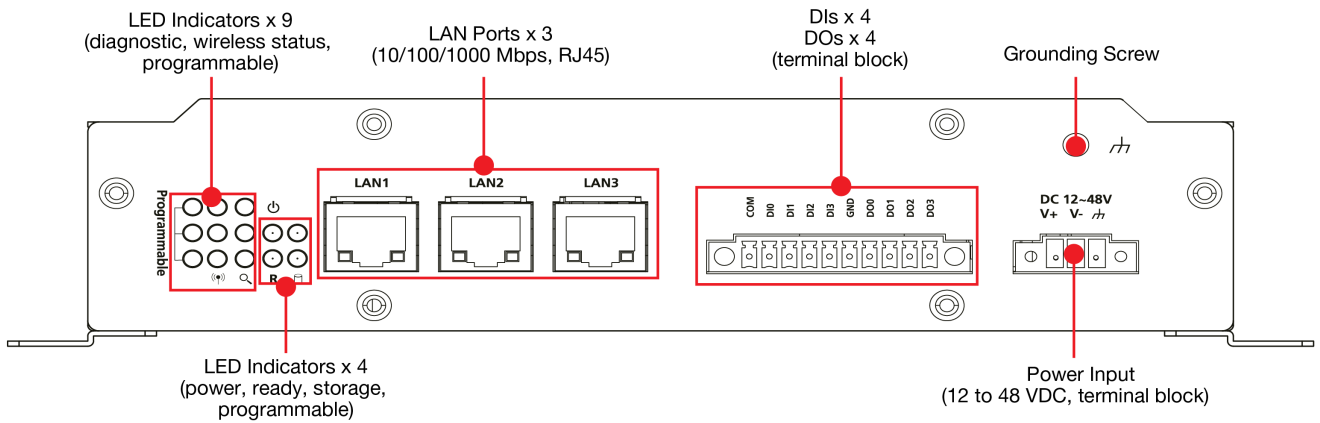 LED Indicators x 9
(diagnostic, wireless status,
programmable)
LAN Ports x 3
(10/100/1000 Mbps, RJ45)
DIs x 4
DOs x 4
(terminal block)
Grounding Screw
Programmable
LAN1
LAN2
LAN3
COM
DI0
DI1
DI2
DI3
GND
DO0
DO1
DO2
DO3
DC 12~48V
V+ V-
R
LED Indicators x 4
(power, ready, storage,
programmable)
Power Input
(12 to 48 VDC, terminal block)